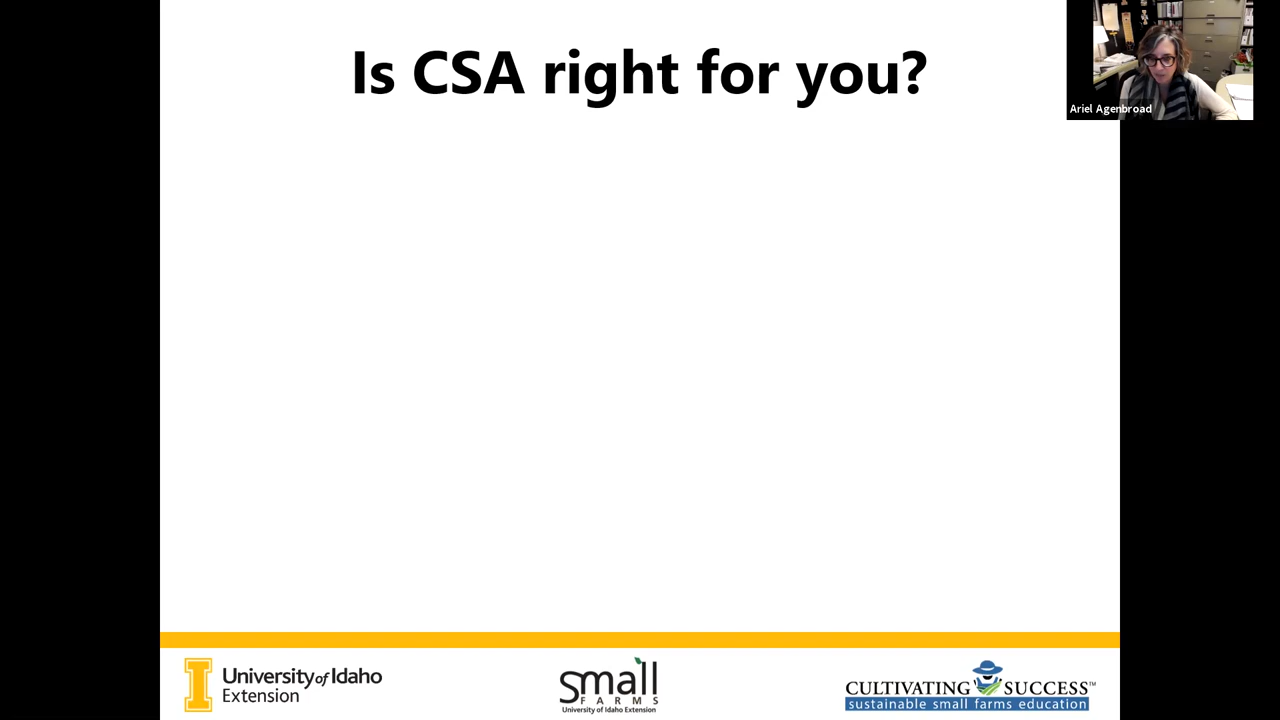 Is CSA right for you?
Ariel Agenbroad
University of Idaho
Extension
small
FARMS
University of Idaho Extension
CULTIVATING SUCCESS™
sustainable small farms education